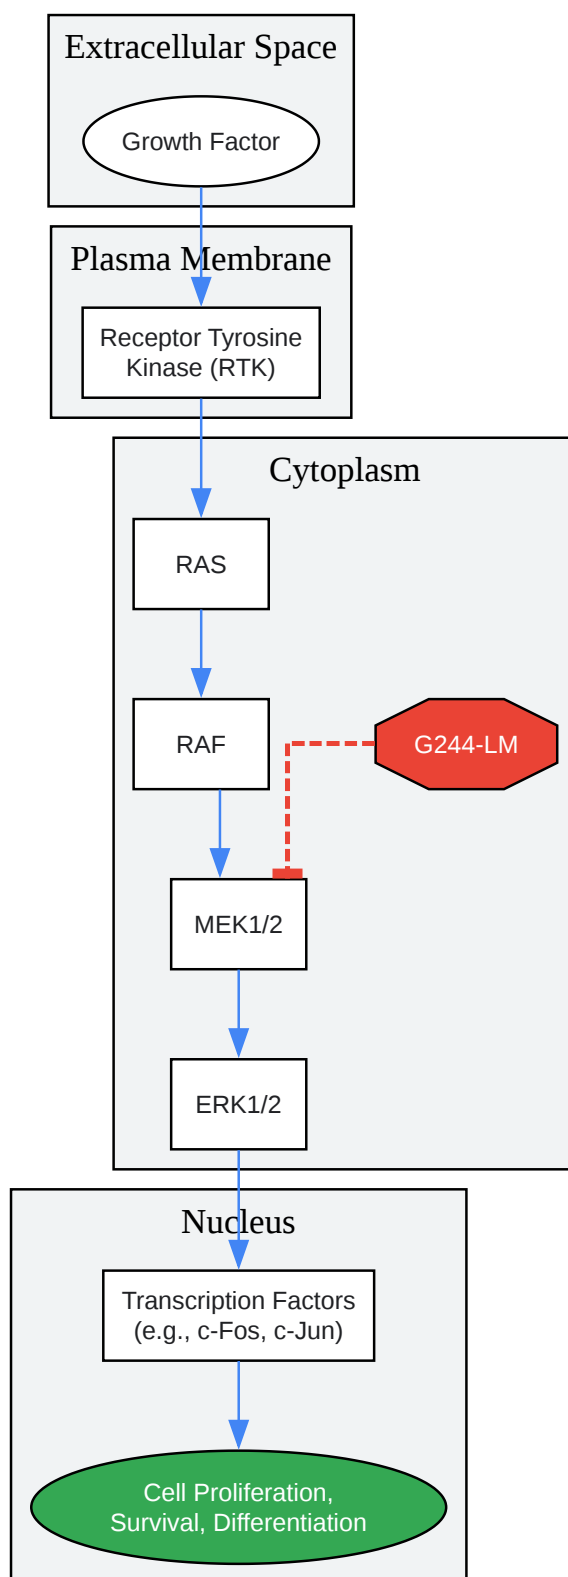 Extracellular Space
Growth Factor
Plasma Membrane
Receptor Tyrosine
Kinase (RTK)
Cytoplasm
RAS
RAF
G244-LM
MEK1/2
ERK1/2
Nucleus
Transcription Factors
(e.g., c-Fos, c-Jun)
Cell Proliferation,
Survival, Differentiation